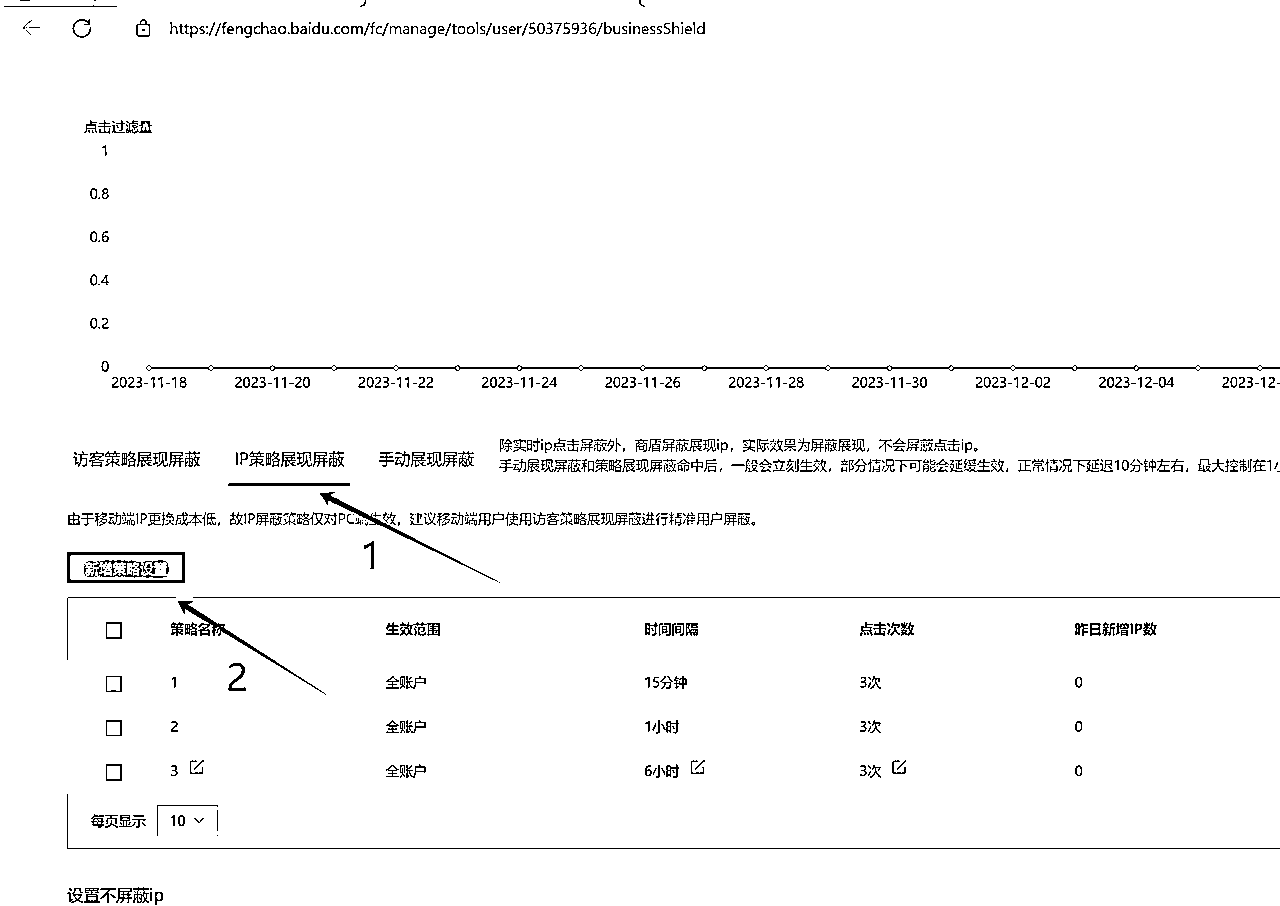 https://fengchao.baidu.com/fc/manage/tools/user/50375936/businessShield
点击过滤量
1
0.8
0.6
0.4
0.2
0
2023-11-18 2023-11-20 2023-11-22 2023-11-24 2023-11-26 2023-11-28 2023-11-30 2023-12-02 2023-12-04 2023-12-
访客策略展现屏蔽 IP策略展现屏蔽 手动展现屏蔽
除实时ip点击屏蔽外，商盾屏蔽展现ip，实际效果为屏蔽展现，不会屏蔽点击ip。
手动展现屏蔽和策略展现屏蔽命中后，一般会立刻生效，部分情况下可能会延缓生效，正常情况下延迟10分钟左右，最大控制在1小
由于移动端IP更换成本低，故IP屏蔽策略仅对PC端生效，建议移动端用户使用访客策略展现屏蔽进行精准用户屏蔽。
1
新增策略设置
策略名称 生效范围 时间间隔 点击次数 昨日新增IP数
2
1 全账户 15分钟 3次 0
2 全账户 1小时 3次 0
3 全账户 6小时 3次 0
每页显示 10
设置不屏蔽ip